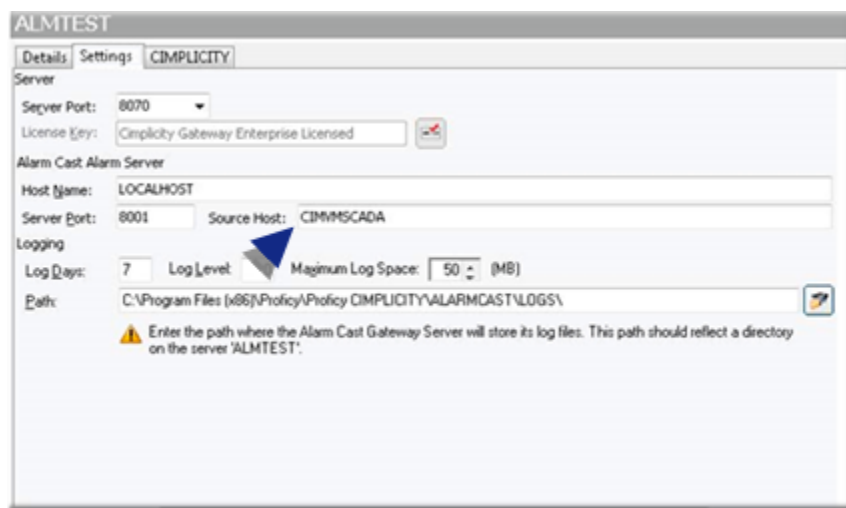 ALMTEST
Details Settings CIMPLICITY
Server
Server Port: 8070
License Key: Cimplicity Gateway Enterprise Licensed
Alarm Cast Alarm Server
Host Name: LOCALHOST
Server Port: 8001 Source Host: CIMVMSCADA
Logging
Log Days: 7 Log Level: Maximum Log Space: 50 (MB)
Path: C:\Program Files (x86)\Proficy\Proficy CIMPLICITY\ALARMCAST\LOGS\
Enter the path where the Alarm Cast Gateway Server will store its log files. This path should reflect a directory
on the server 'ALMTEST'.